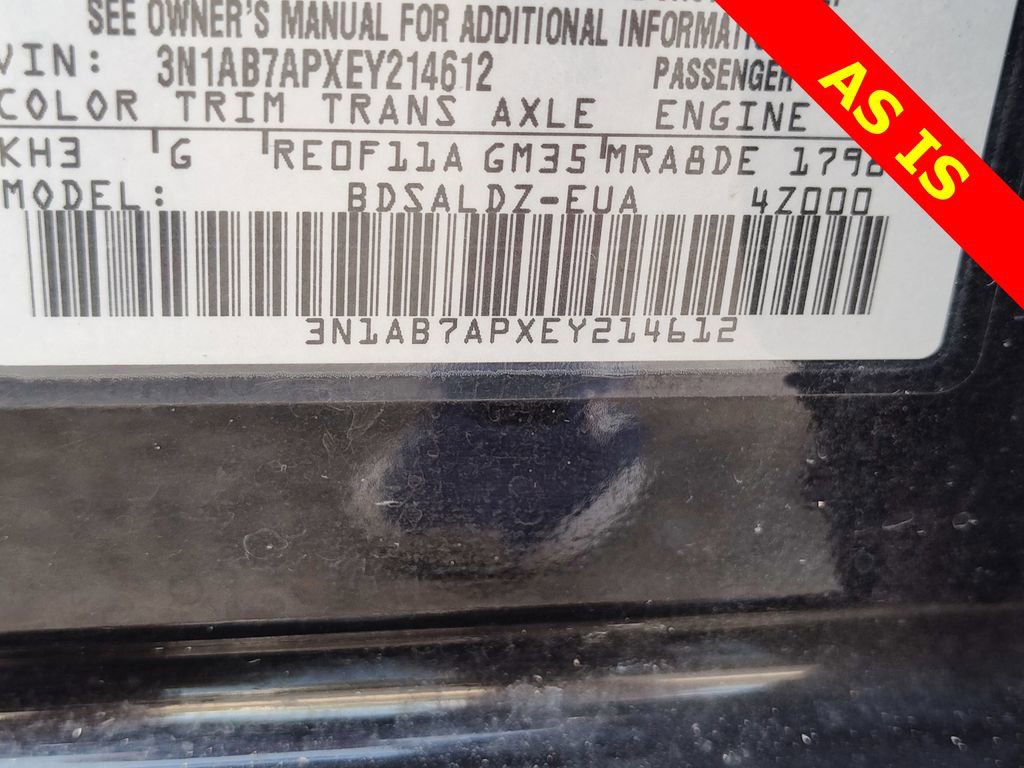 SEE OWNER'S MANUAL FOR ADDITIONAL INFORMATION
VIN: 3N1AB7APXEY214612 PASSENGER
COLOR TRIM TRANS AXLE ENGINE
KH3 G RE0F11A GM35 MRA8DE 179
MODEL: BDSALDZ-EUA 4Z000
3N1AB7APXEY214612
AS IS